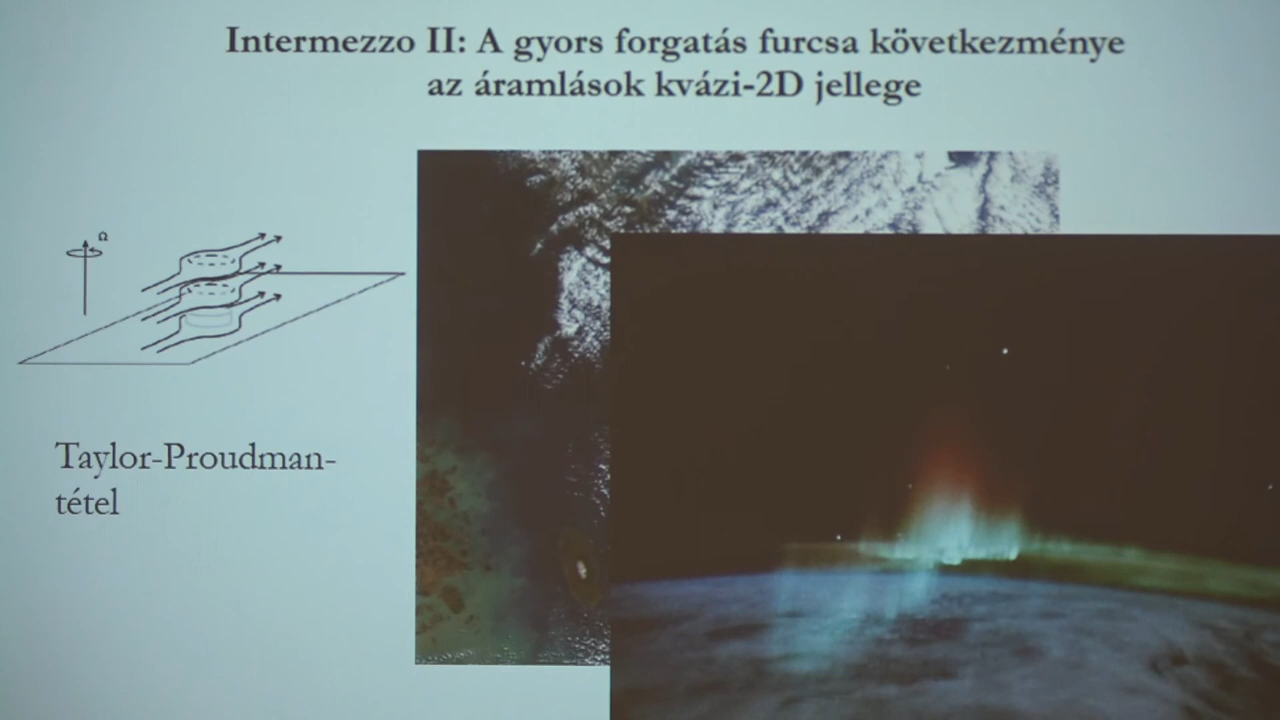 Intermezzo II: A gyors forgatás furcsa következménye
az áramlások kvázi-2D jellege
Ω
Taylor-Proudman-
tétel